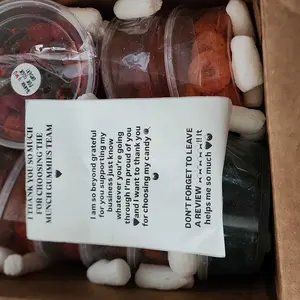 I THANK YOU SO MUCH
FOR CHOOSING THE
MUNCH GUMMIES TEAM
♥
I am so beyond grateful
for you supporting my
business just know
whatever you're going
through I'm proud of you
♥and I want to thank you
for choosing my candy
♥
DON'T FORGET TO LEAVE
A REVIEW !! It
helps me so much ♥